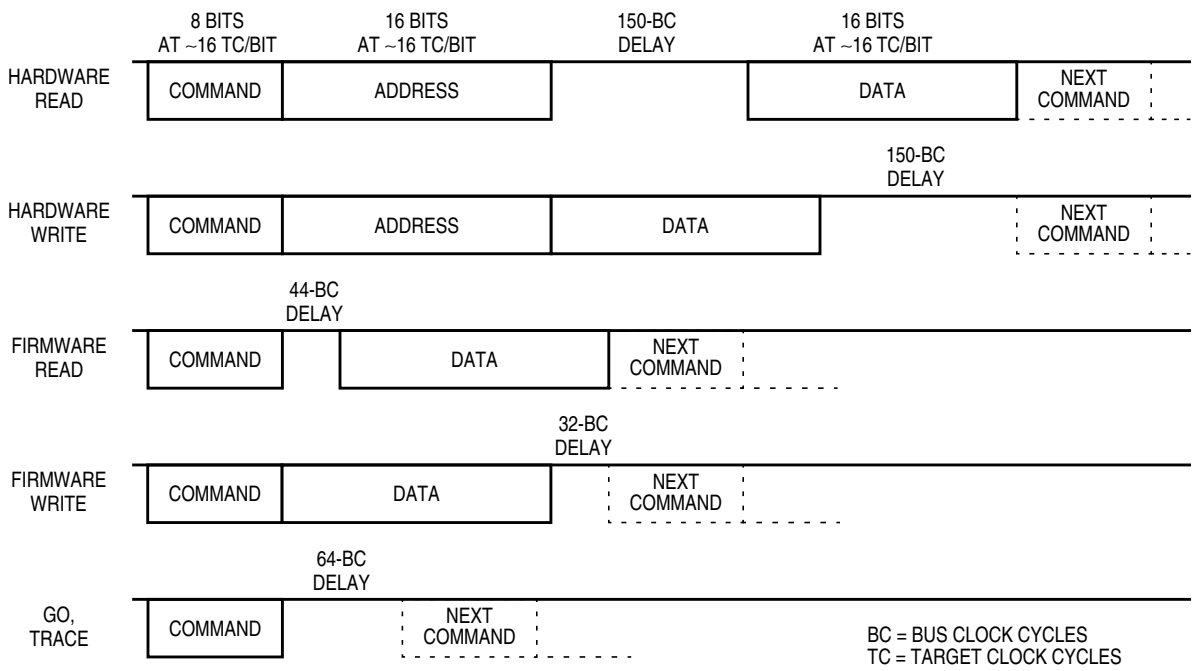 8 BITS
AT ~16 TC/BIT
16 BITS
AT ~16 TC/BIT
150-BC
DELAY
16 BITS
AT ~16 TC/BIT
HARDWARE
READ
COMMAND
ADDRESS
DATA
NEXT
COMMAND
150-BC
DELAY
HARDWARE
WRITE
COMMAND
ADDRESS
DATA
NEXT
COMMAND
44-BC
DELAY
FIRMWARE
READ
COMMAND
DATA
NEXT
COMMAND
32-BC
DELAY
FIRMWARE
WRITE
COMMAND
DATA
NEXT
COMMAND
64-BC
DELAY
GO,
TRACE
COMMAND
NEXT
COMMAND
BC = BUS CLOCK CYCLES
TC = TARGET CLOCK CYCLES